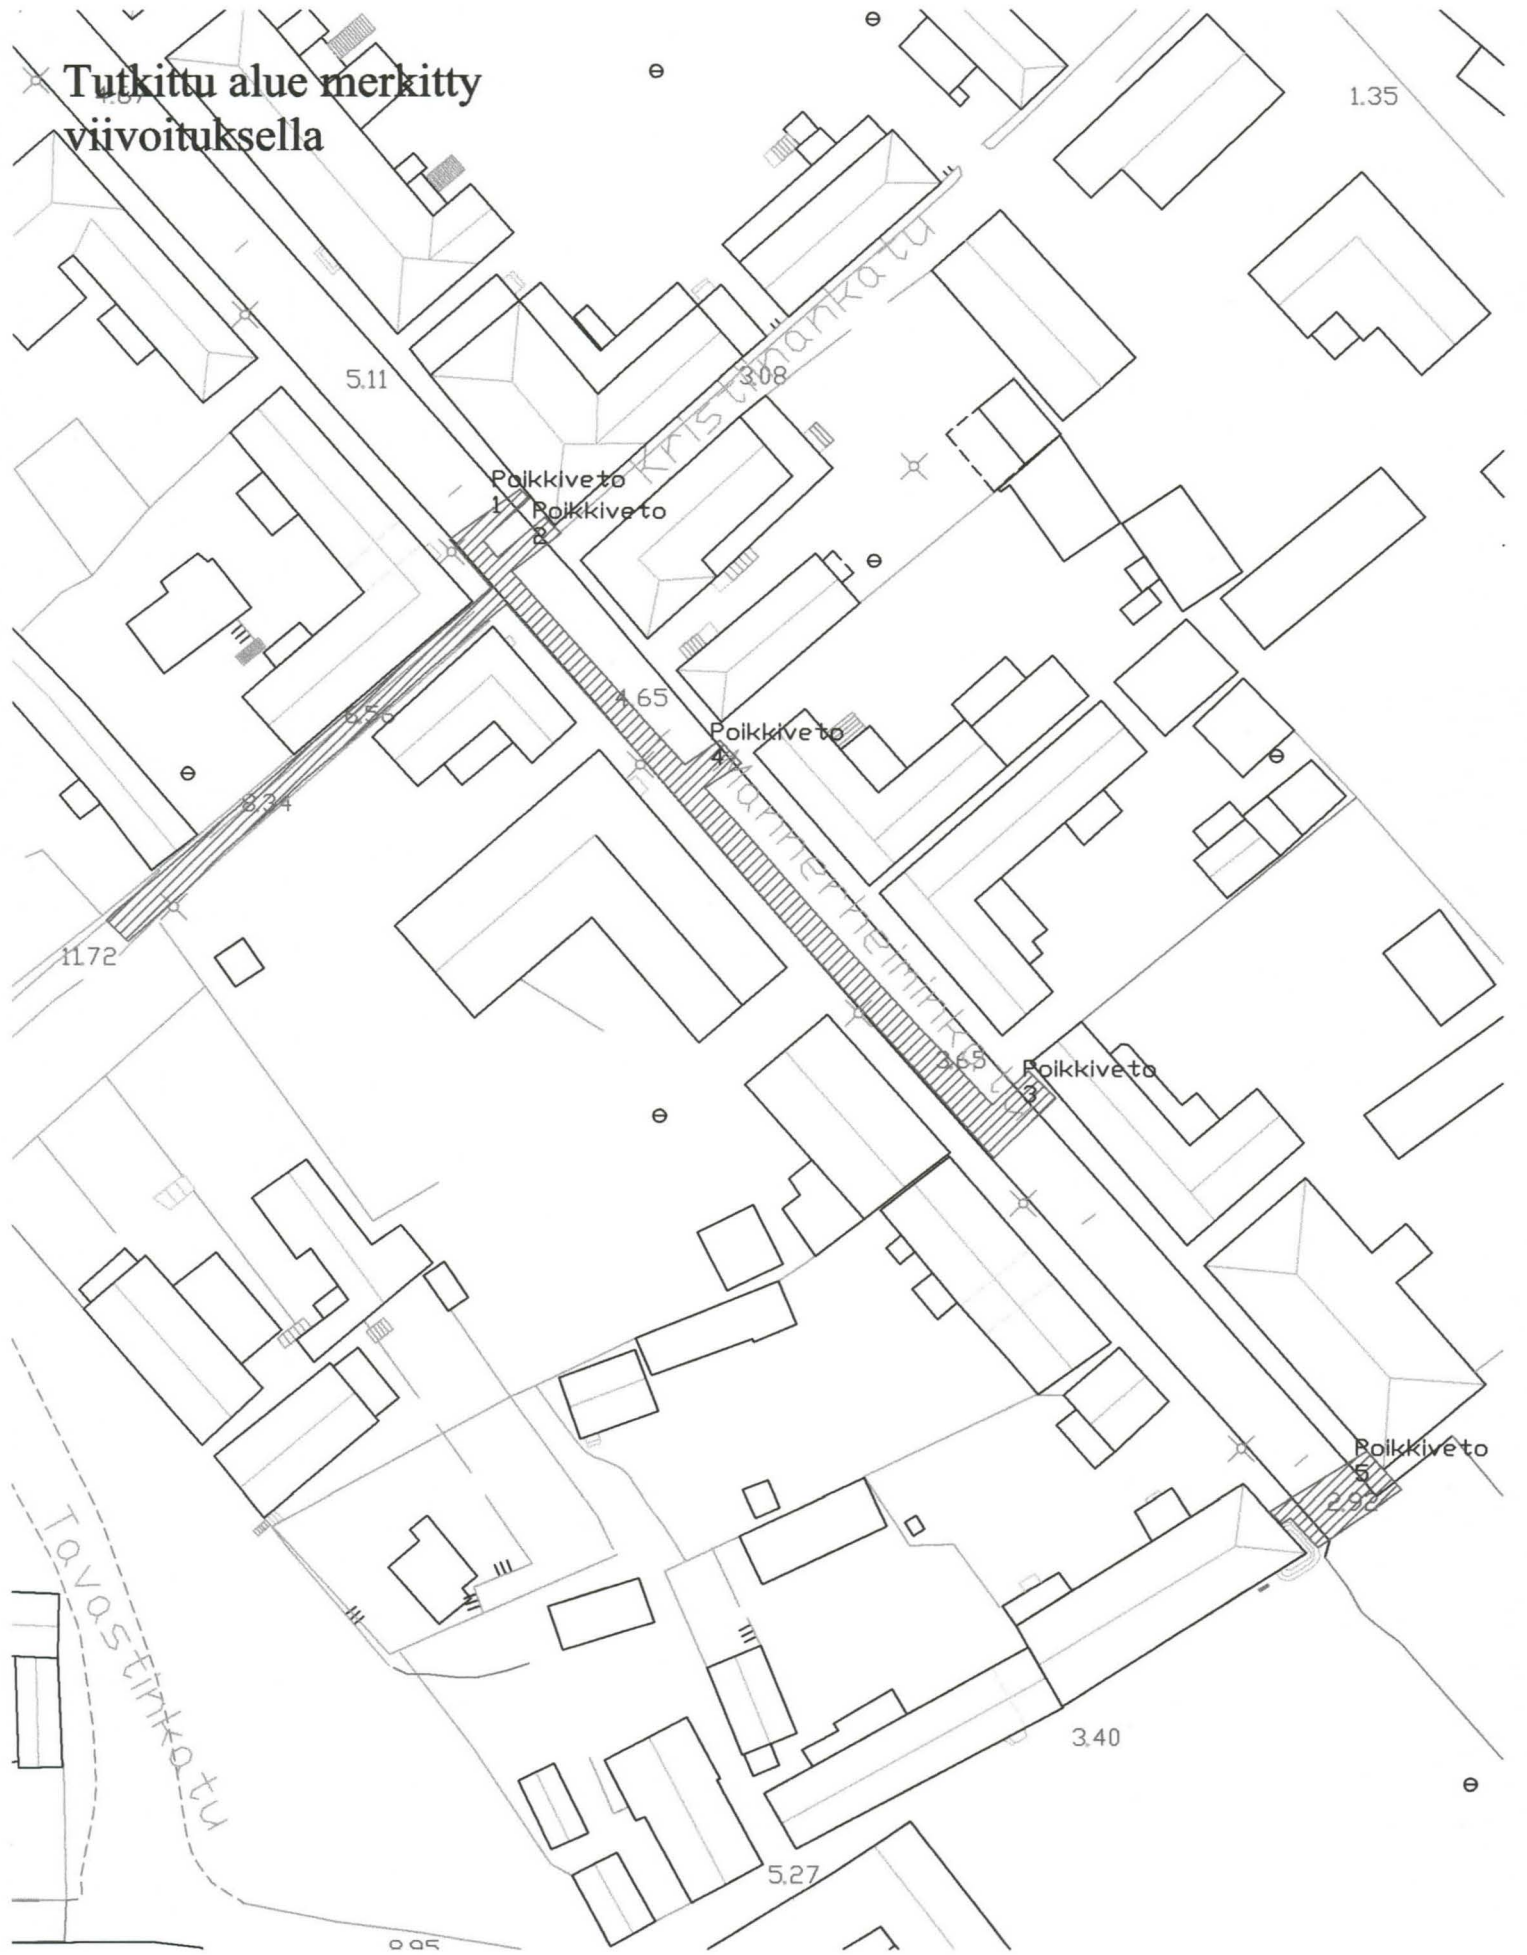 Tutkittu alue merkitty
viivoituksella
1.35
5.11
Kristinankatu
3.08
Poikkiveto
1
Poikkiveto
2
4.65
Poikkiveto
4
8.34
11.72
3.65
Poikkiveto
3
Poikkiveto
5
2.92
Tavastinkatu
3.40
5.27